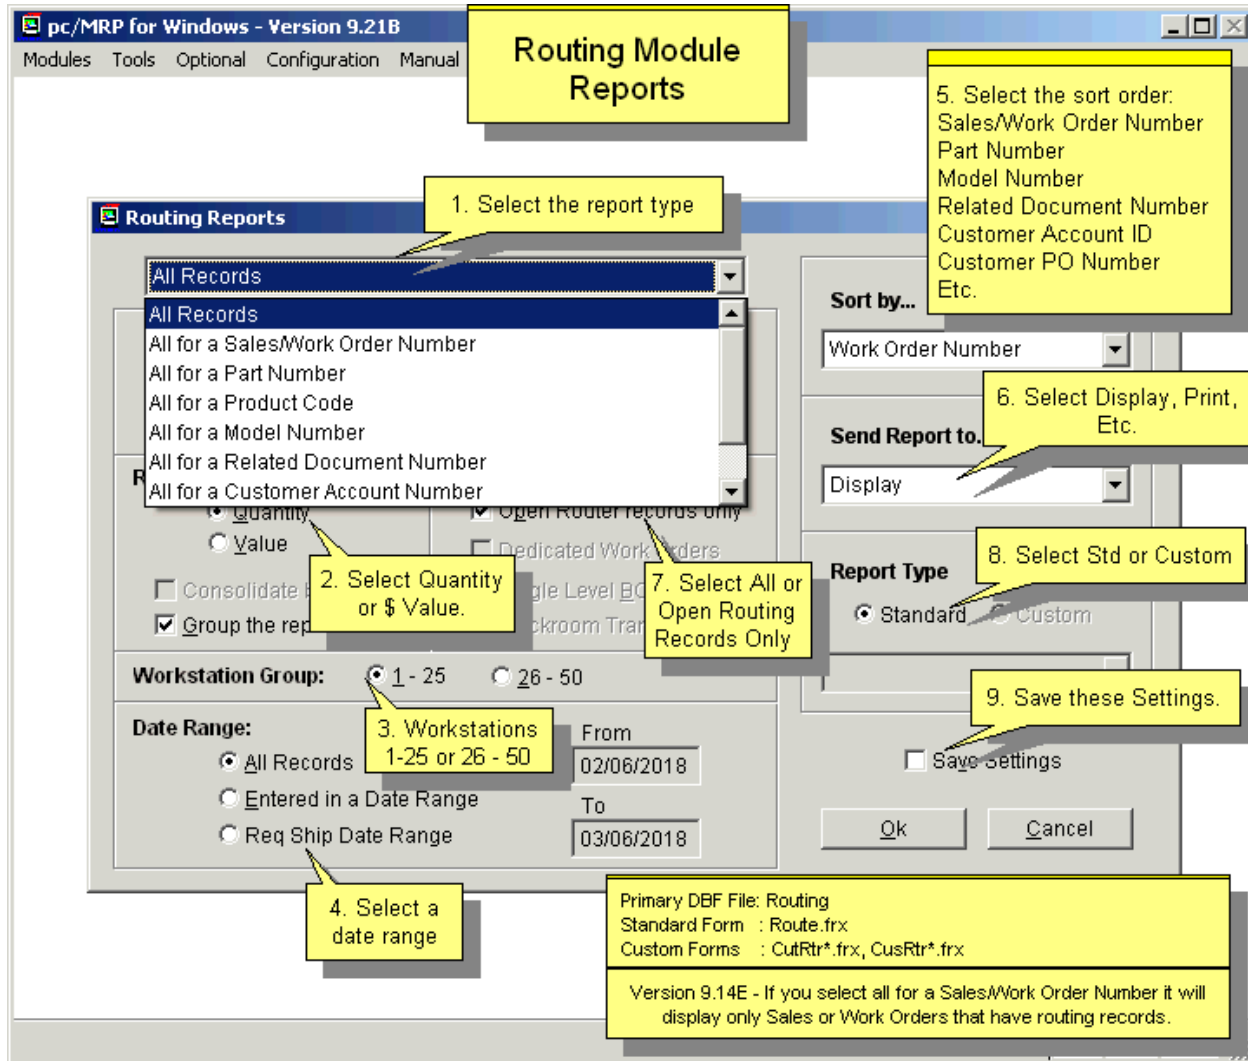 pc/MRP for Windows - Version 9.21B
Modules Tools Optional Configuration Manual
Routing Module
Reports
5. Select the sort order:
Sales/Work Order Number
Part Number
Model Number
Related Document Number
Customer Account ID
Customer PO Number
Etc.
Routing Reports
1. Select the report type
All Records
All Records
All for a Sales/Work Order Number
All for a Part Number
All for a Product Code
All for a Model Number
All for a Related Document Number
All for a Customer Account Number
Sort by...
Work Order Number
6. Select Display, Print,
Etc.
Send Report to..
Display
Quantity
Value
Open Router records only
Dedicated Work Orders
2. Select Quantity
or $ Value.
7. Select All or
Open Routing
Records Only
Consolidate
Level
Group the
8. Select Std or Custom
Report Type
Standard
Custom
Workstation Group:
1 - 25
26 - 50
3. Workstations
1-25 or 26 - 50
9. Save these Settings.
Save Settings
Date Range:
All Records
Entered in a Date Range
Req Ship Date Range
From
02/06/2018
To
03/06/2018
Ok
Cancel
4. Select a
date range
Primary DBF File: Routing
Standard Form : Route.frx
Custom Forms : CutRtr*.frx, CusRtr*.frx
Version 9.14E - If you select all for a Sales/Work Order Number it will
display only Sales or Work Orders that have routing records.